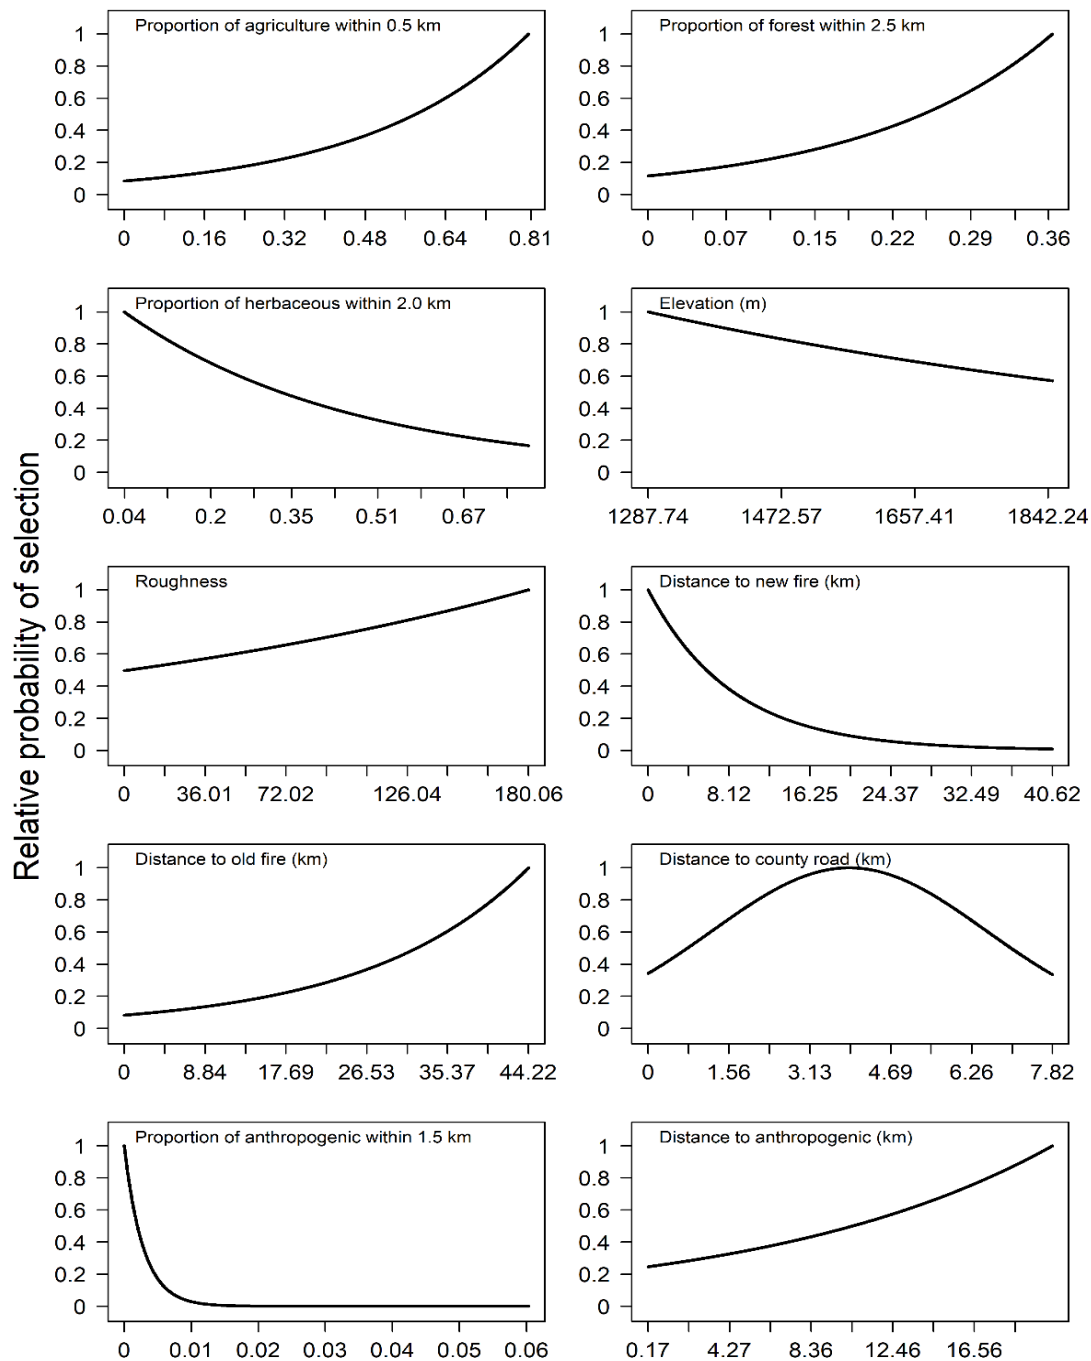 Relative probability of selection
Proportion of agriculture within 0.5 km
1
0.8
0.6
0.4
0.2
0
0 0.16 0.32 0.48 0.64 0.81
Proportion of forest within 2.5 km
1
0.8
0.6
0.4
0.2
0
0 0.07 0.15 0.22 0.29 0.36
Proportion of herbaceous within 2.0 km
1
0.8
0.6
0.4
0.2
0
0.04 0.2 0.35 0.51 0.67
Elevation (m)
1
0.8
0.6
0.4
0.2
0
1287.74 1472.57 1657.41 1842.24
Roughness
1
0.8
0.6
0.4
0.2
0
0 36.01 72.02 126.04 180.06
Distance to new fire (km)
1
0.8
0.6
0.4
0.2
0
0 8.12 16.25 24.37 32.49 40.62
Distance to old fire (km)
1
0.8
0.6
0.4
0.2
0
0 8.84 17.69 26.53 35.37 44.22
Distance to county road (km)
1
0.8
0.6
0.4
0.2
0
0 1.56 3.13 4.69 6.26 7.82
Proportion of anthropogenic within 1.5 km
1
0.8
0.6
0.4
0.2
0
0 0.01 0.02 0.03 0.04 0.05 0.06
Distance to anthropogenic (km)
1
0.8
0.6
0.4
0.2
0
0.17 4.27 8.36 12.46 16.56